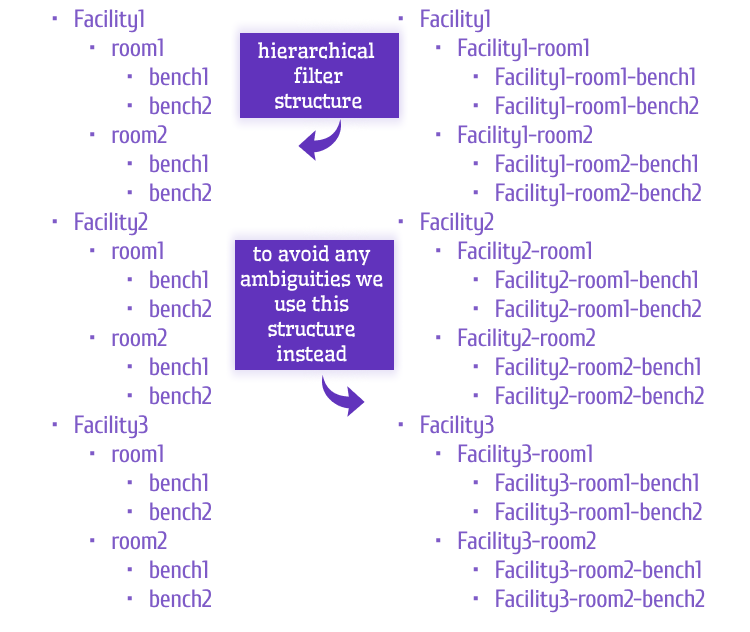 Facility1
room1
bench1
bench2
room2
bench1
bench2
Facility2
room1
bench1
bench2
room2
bench1
bench2
Facility3
room1
bench1
bench2
room2
bench1
bench2
hierarchical
filter
structure
to avoid any
ambiguities we
use this
structure
instead
Facility1
Facility1-room1
Facility1-room1-bench1
Facility1-room1-bench2
Facility1-room2
Facility1-room2-bench1
Facility1-room2-bench2
Facility2
Facility2-room1
Facility2-room1-bench1
Facility2-room1-bench2
Facility2-room2
Facility2-room2-bench1
Facility2-room2-bench2
Facility3
Facility3-room1
Facility3-room1-bench1
Facility3-room1-bench2
Facility3-room2
Facility3-room2-bench1
Facility3-room2-bench2